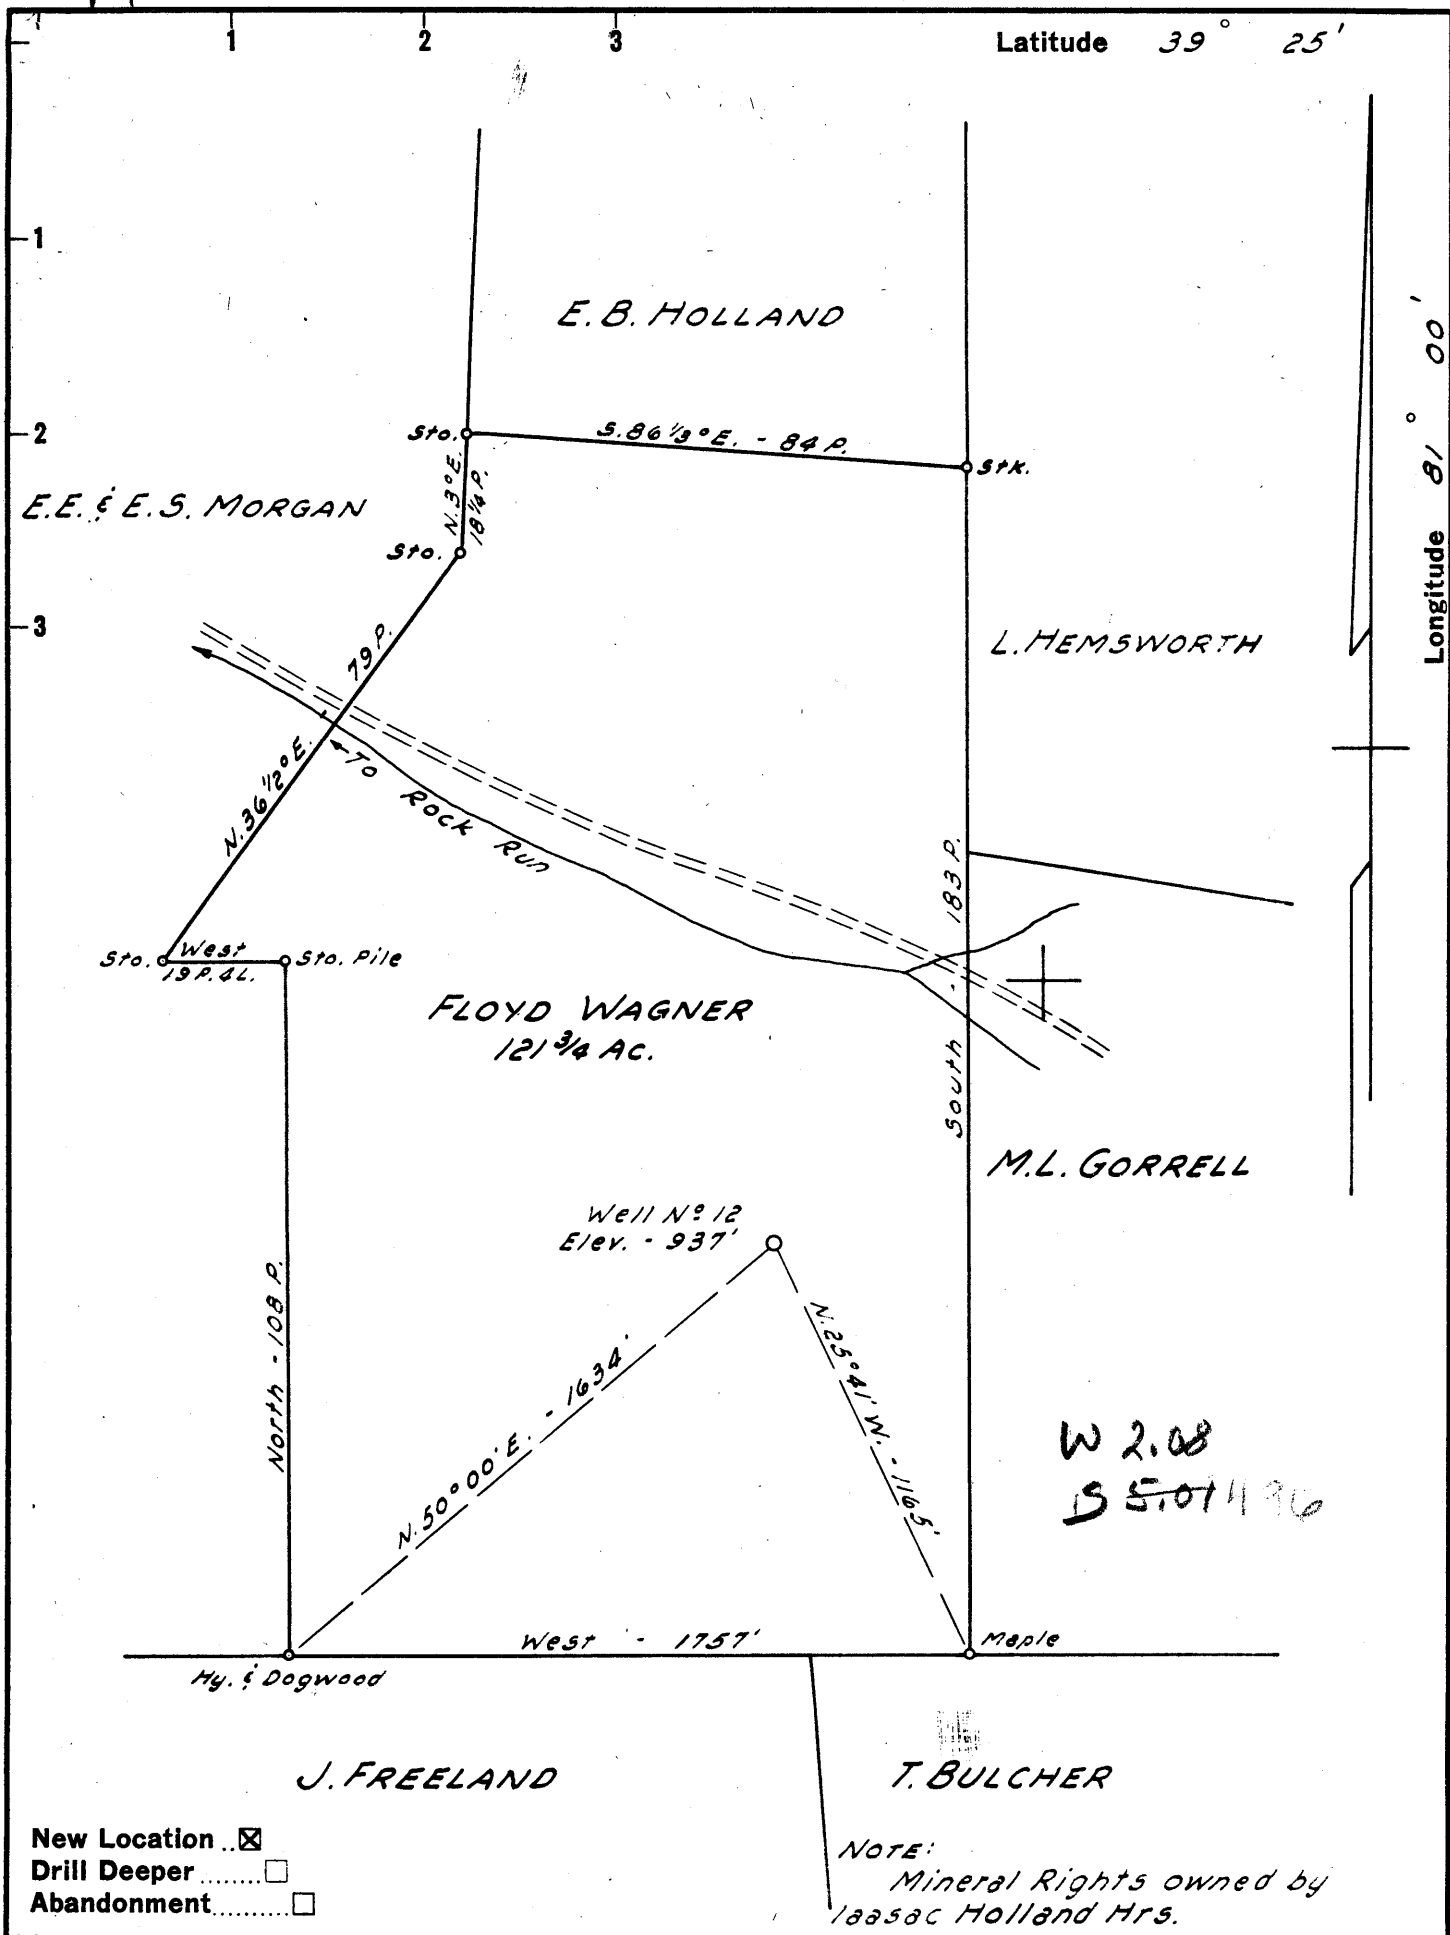 1 2 3 Latitude 39° 25'
1
2
3
Longitude 81° 00'
E.B. HOLLAND
Sto.
S.86 1/3° E. - 84 P.
Stk.
N. 3° E.
18 1/4 P.
E.E. & E.S. MORGAN
Sto.
79 P.
L. HEMSWORTH
N. 36 1/2° E.
TO ROCK RUN
South - 183 P.
Sto.
West
19 P. 4L.
Sto. Pile
FLOYD WAGNER
121 3/4 AC.
M.L. GORRELL
Well Nº 12
Elev. - 937'
North - 108 P.
N. 50° 00' E. - 1634'
N. 25° 41' W. - 1165'
W 2.08
S 5.01 4 96
West - 1757'
Maple
Hy. & Dogwood
J. FREELAND
T. BULCHER
New Location ..☒
Drill Deeper ........☐
Abandonment..........☐
NOTE:
Mineral Rights owned by
Iaasac Holland Hrs.